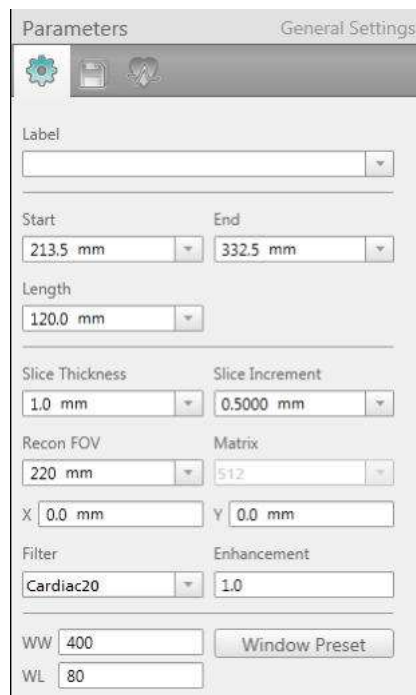 Parameters General Settings
Label
Start End
213.5 mm 332.5 mm
Length
120.0 mm
Slice Thickness Slice Increment
1.0 mm 0.5000 mm
Recon FOV Matrix
220 mm 512
X 0.0 mm Y 0.0 mm
Filter Enhancement
Cardiac20 1.0
WW 400 Window Preset
WL 80